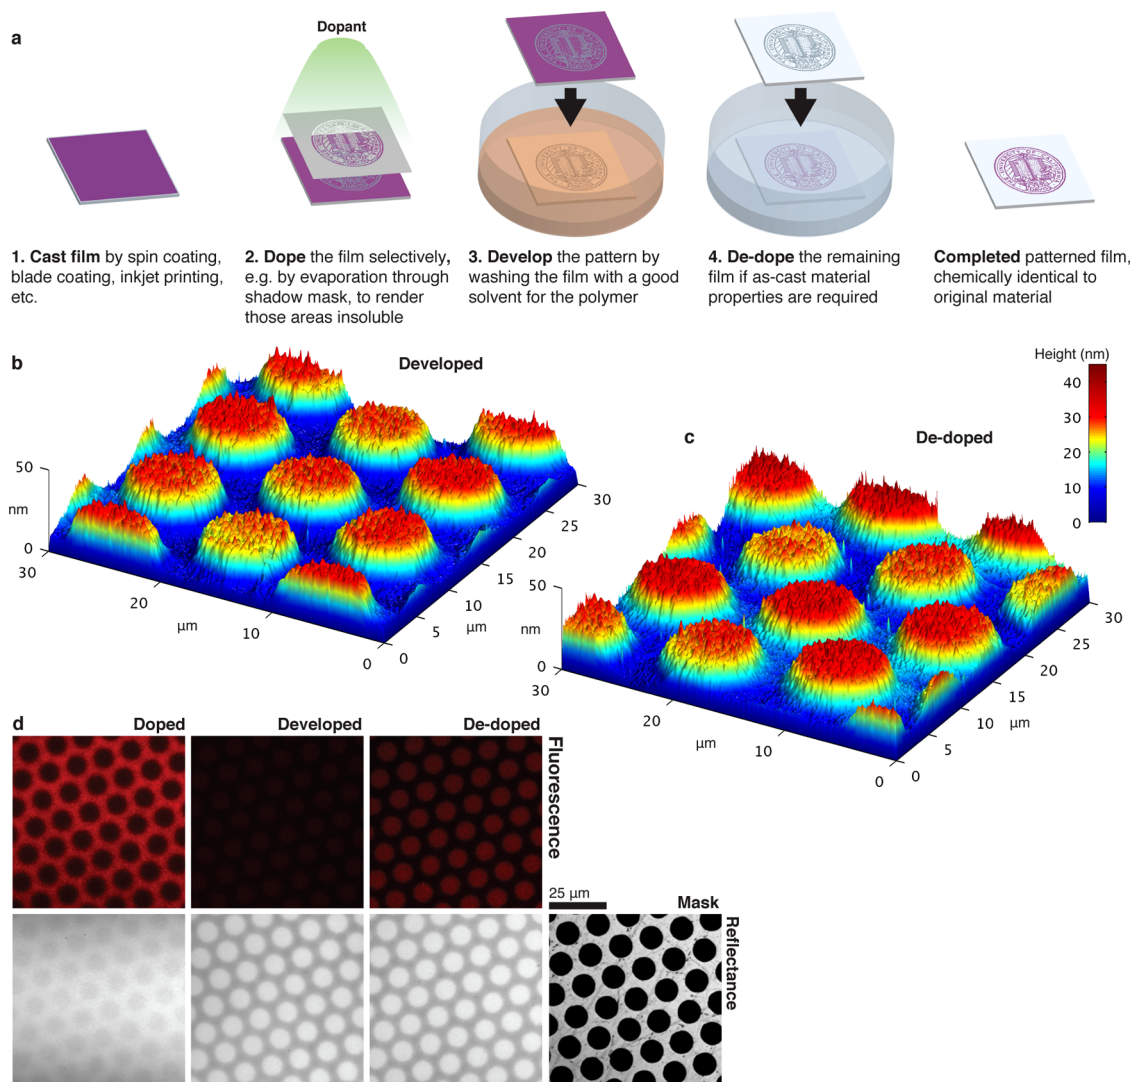 a
Dopant
1. Cast film by spin coating,
blade coating, inkjet printing,
etc.
2. Dope the film selectively,
e.g. by evaporation through
shadow mask, to render
those areas insoluble
3. Develop the pattern by
washing the film with a good
solvent for the polymer
4. De-dope the remaining
film if as-cast material
properties are required
Completed patterned film,
chemically identical to
original material
b
Developed
50
nm
0
30
20
µm
10
0
0
5
µm
10
15
20
25
30
c
De-doped
Height (nm)
40
30
20
10
0
50
nm
0
30
20
µm
10
0
0
5
10
µm
15
20
25
30
d
Doped
Developed
De-doped
Fluorescence
25 µm
Mask
Reflectance